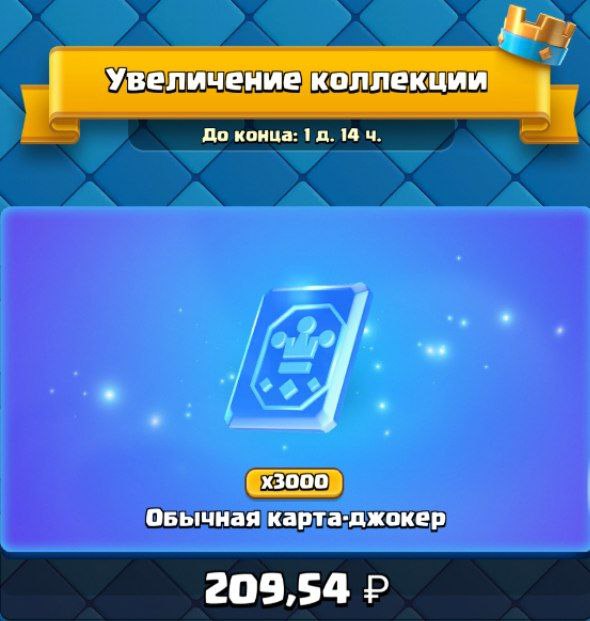 Увеличение коллекции
До конца: 1 д. 14 ч.
x3000
Обычная карта-джокер
209,54 ₽